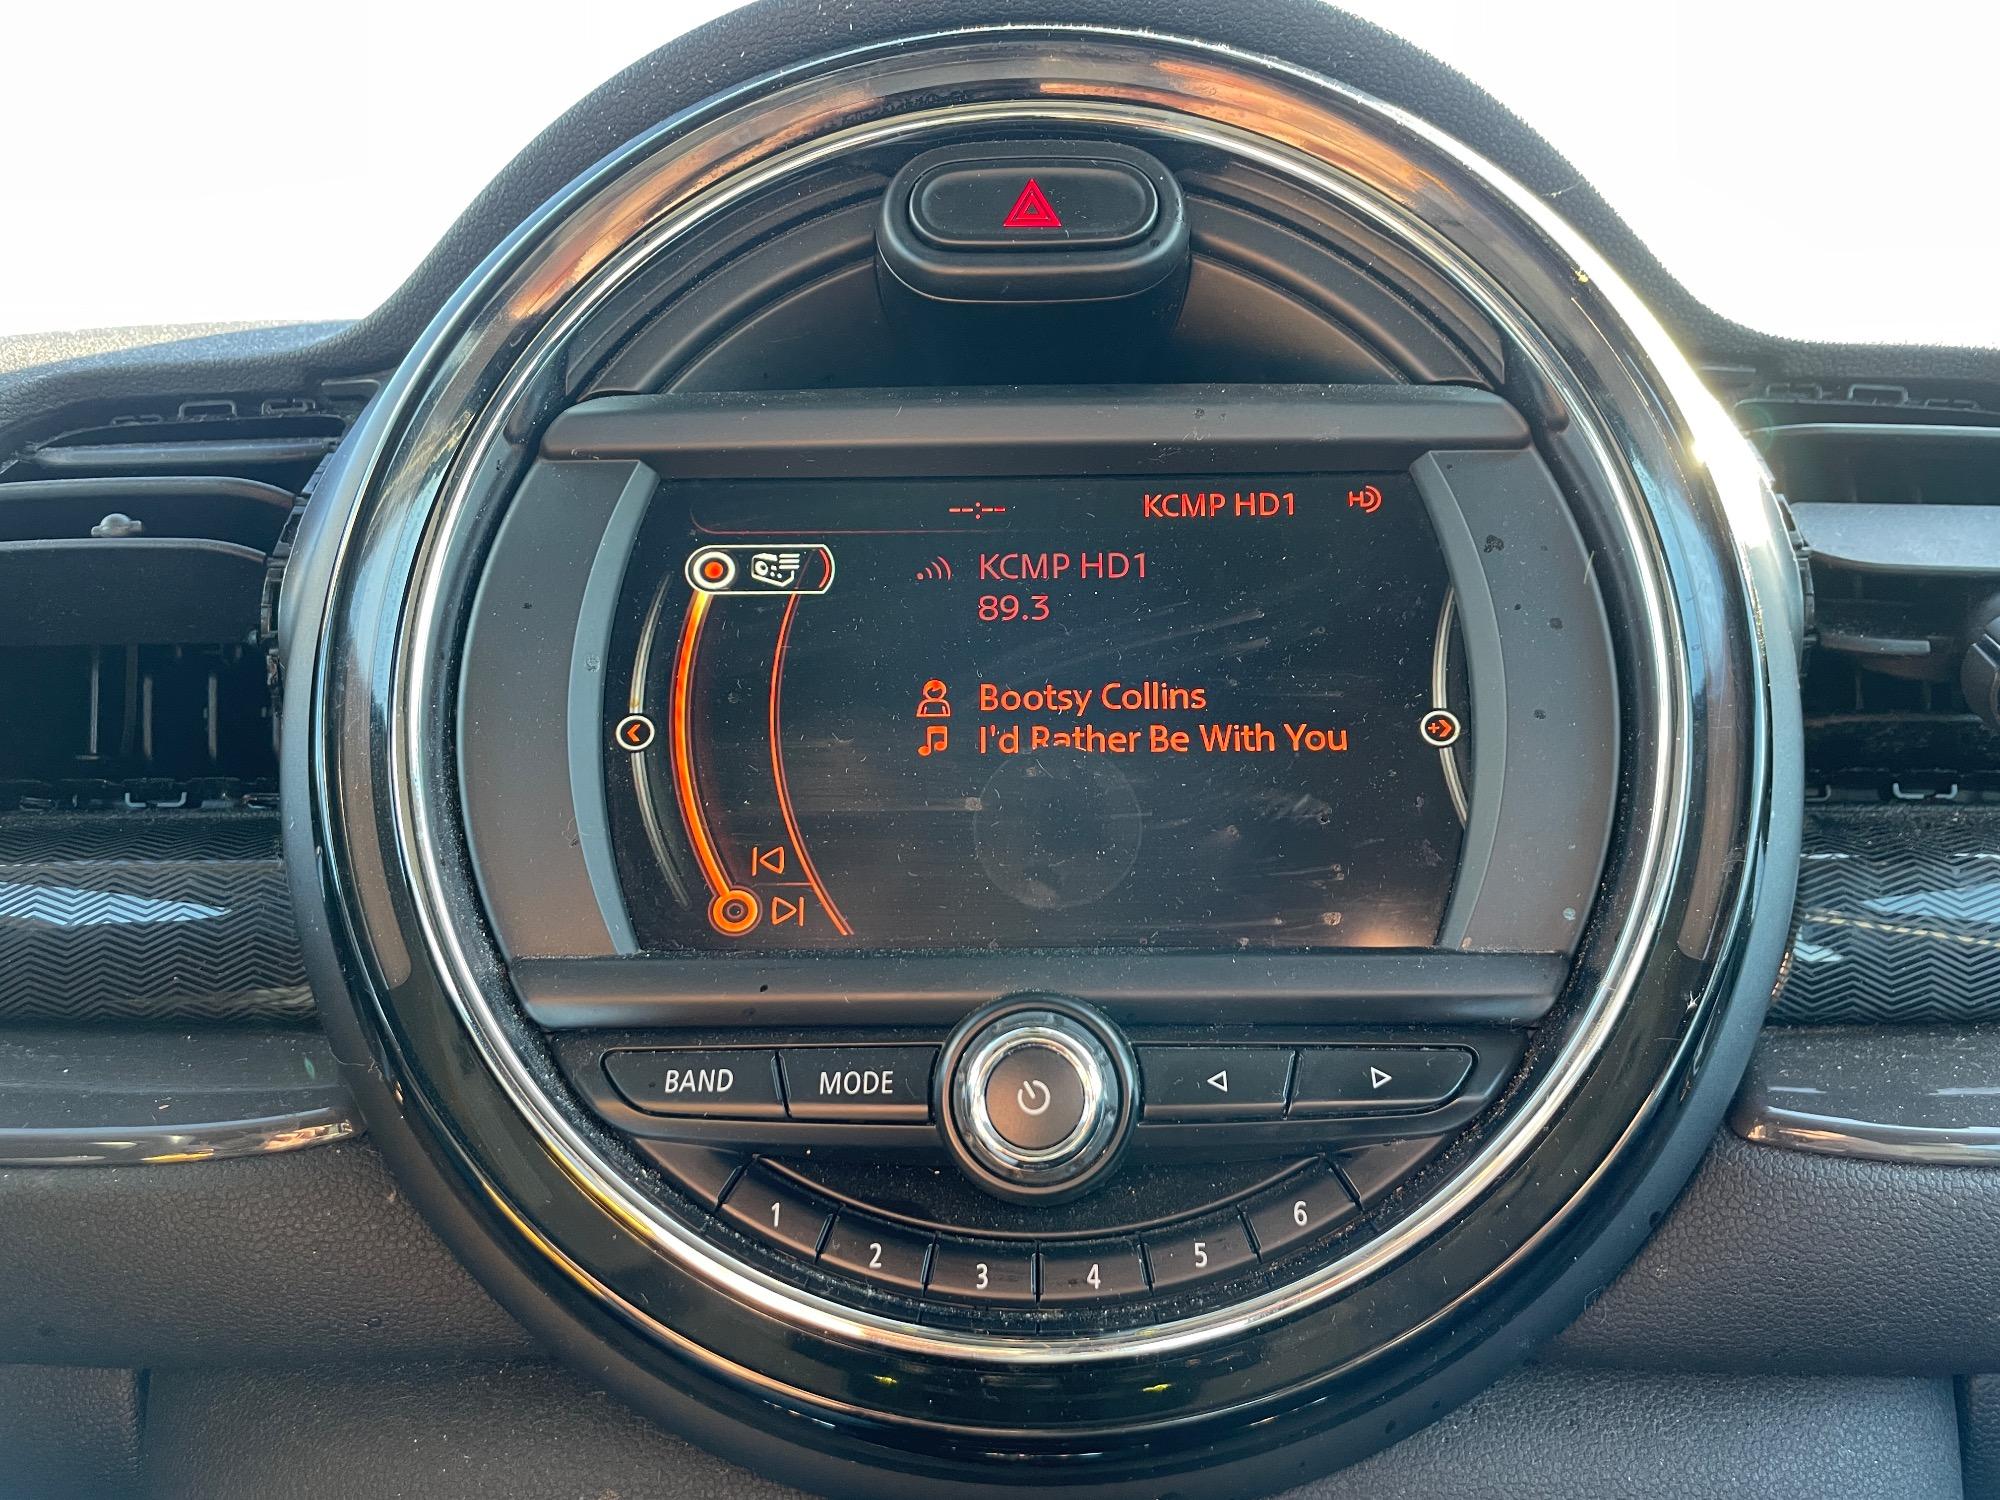 --:-- KCMP HD1 HD
KCMP HD1
89.3
Bootsy Collins
I'd Rather Be With You
BAND MODE
1 2 3 4 5 6